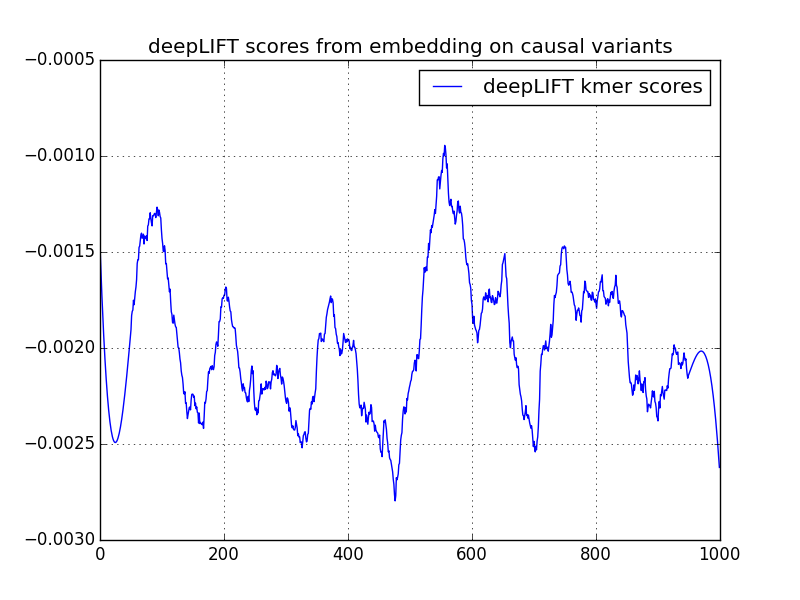 deepLIFT scores from embedding on causal variants
deepLIFT kmer scores
−0.0005
−0.0010
−0.0015
−0.0020
−0.0025
−0.0030
0 200 400 600 800 1000